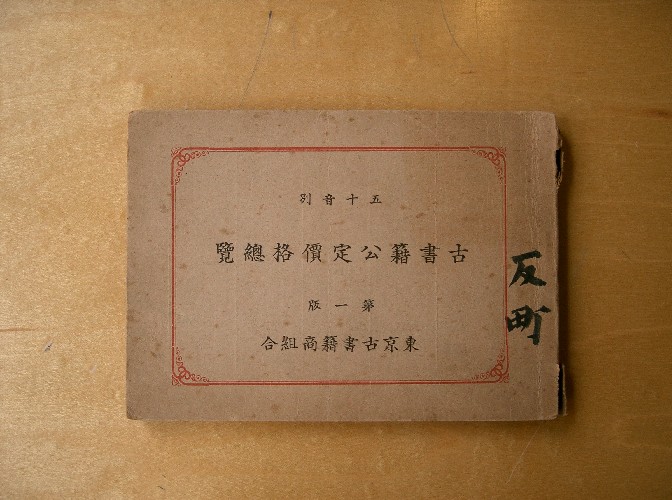 五十音別
古書籍公定價格總覽
第一版
東京古書籍商組合
反町